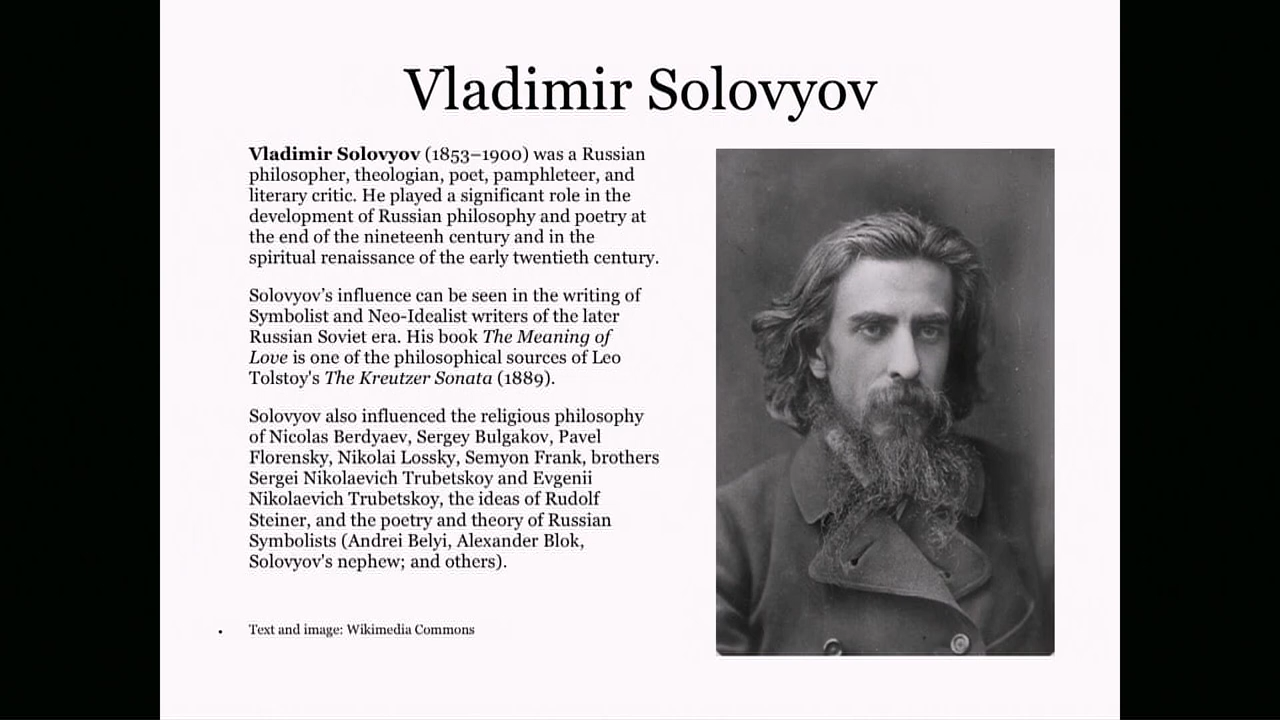 Vladimir Solovyov
Vladimir Solovyov (1853–1900) was a Russian
philosopher, theologian, poet, pamphleteer, and
literary critic. He played a significant role in the
development of Russian philosophy and poetry at
the end of the nineteenh century and in the
spiritual renaissance of the early twentieth century.
Solovyov’s influence can be seen in the writing of
Symbolist and Neo-Idealist writers of the later
Russian Soviet era. His book The Meaning of
Love is one of the philosophical sources of Leo
Tolstoy's The Kreutzer Sonata (1889).
Solovyov also influenced the religious philosophy
of Nicolas Berdyaev, Sergey Bulgakov, Pavel
Florensky, Nikolai Lossky, Semyon Frank, brothers
Sergei Nikolaevich Trubetskoy and Evgenii
Nikolaevich Trubetskoy, the ideas of Rudolf
Steiner, and the poetry and theory of Russian
Symbolists (Andrei Belyi, Alexander Blok,
Solovyov's nephew; and others).
• Text and image: Wikimedia Commons